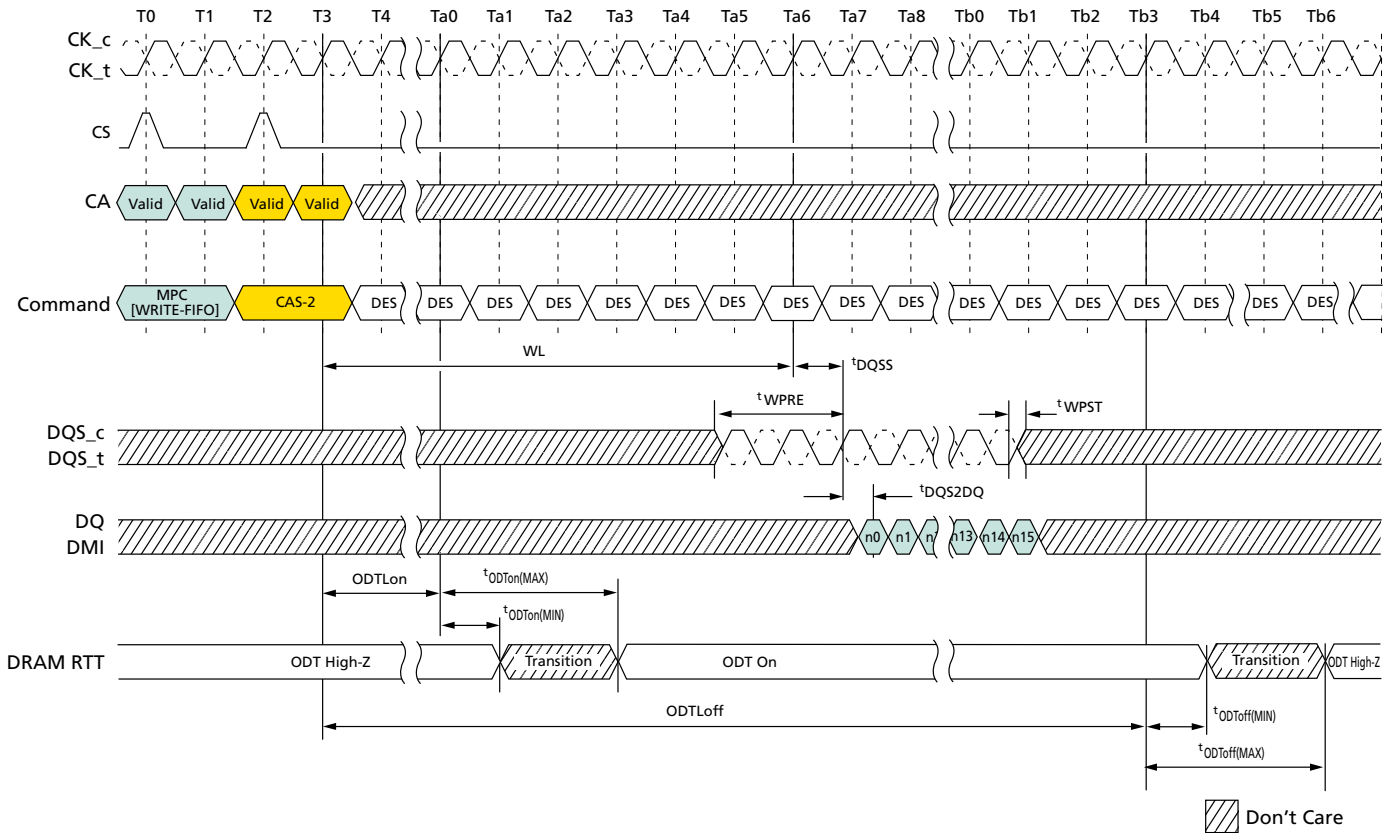 T0 T1 T2 T3 T4 Ta0 Ta1 Ta2 Ta3 Ta4 Ta5 Ta6 Ta7 Ta8 Tb0 Tb1 Tb2 Tb3 Tb4 Tb5 Tb6
CK_c
CK_t
CS
CA Valid Valid Valid Valid
Command MPC [WRITE-FIFO] CAS-2 DES DES DES DES DES DES DES DES DES DES DES DES DES DES DES DES DES
WL
tDQSS
tWPRE
tWPST
DQS_c
DQS_t
tDQS2DQ
DQ
DMI
n0 n1 n13 n14 n15
ODTLon
tODTon(MAX)
tODTon(MIN)
DRAM RTT ODT High-Z Transition ODT On Transition ODT High-Z
ODTLoff
tODToff(MIN)
tODToff(MAX)
Don't Care